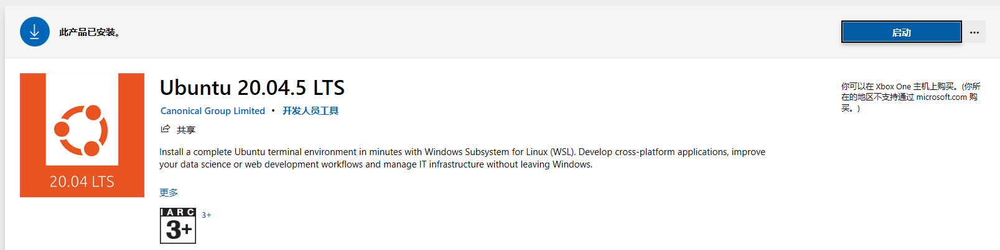 此产品已安装。
启动
...
Ubuntu 20.04.5 LTS
Canonical Group Limited • 开发人员工具
共享
你可以在 Xbox One 主机上购买。(你所
在的地区不支持通过 microsoft.com 购
买。)
Install a complete Ubuntu terminal environment in minutes with Windows Subsystem for Linux (WSL). Develop cross-platform applications, improve
your data science or web development workflows and manage IT infrastructure without leaving Windows.
20.04 LTS
更多
IARC
3+
3+